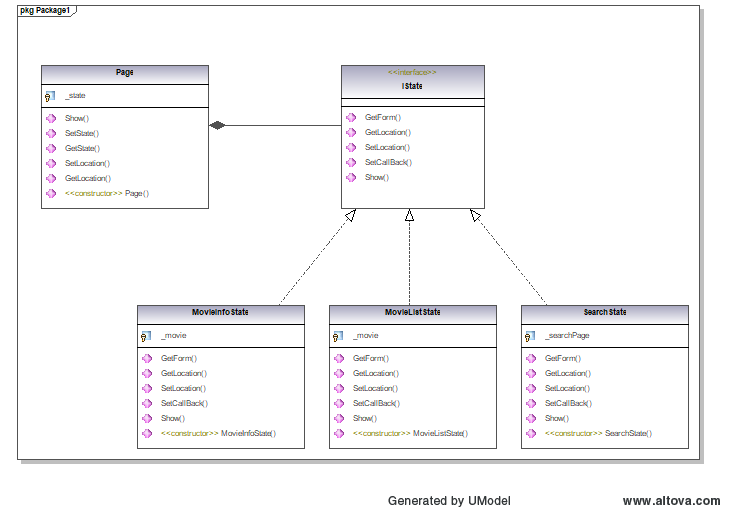 pkg Package1
Page
_state
Show()
SetState()
GetState()
SetLocation()
GetLocation()
<<constructor>> Page()
<<interface>>
IState
GetForm()
GetLocation()
SetLocation()
SetCallBack()
Show()
MovieInfoState
_movie
GetForm()
GetLocation()
SetLocation()
SetCallBack()
Show()
<<constructor>> MovieInfoState()
MovieListState
_movie
GetForm()
GetLocation()
SetLocation()
SetCallBack()
Show()
<<constructor>> MovieListState()
SearchState
_searchPage
GetForm()
GetLocation()
SetLocation()
SetCallBack()
Show()
<<constructor>> SearchState()
Generated by UModel
www.altova.com